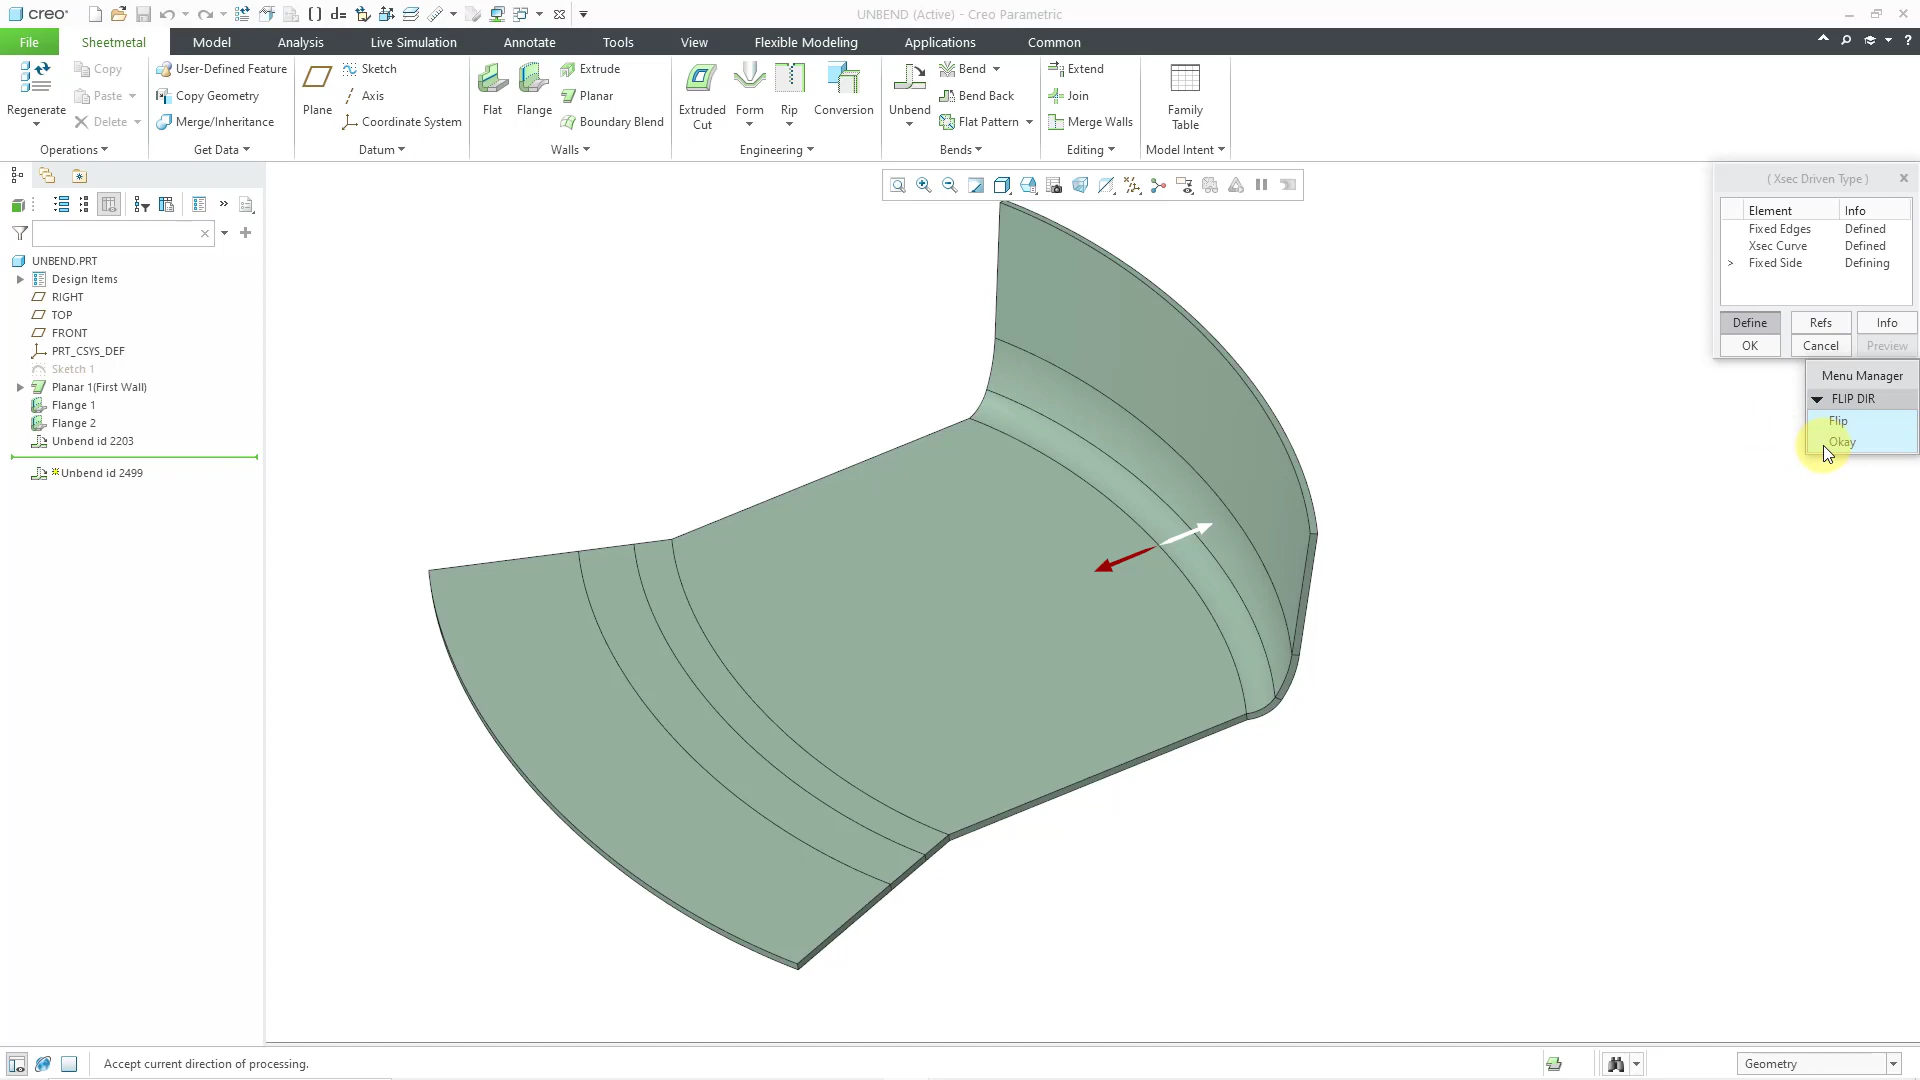 creo
UNBEND (Active) - Creo Parametric
File
Sheetmetal
Model
Analysis
Live Simulation
Annotate
Tools
View
Flexible Modeling
Applications
Common
Regenerate
Copy
Paste
Delete
Operations
User-Defined Feature
Copy Geometry
Merge/Inheritance
Get Data
Plane
Sketch
Axis
Coordinate System
Datum
Flat
Flange
Extrude
Planar
Boundary Blend
Walls
Extruded
Cut
Form
Rip
Conversion
Engineering
Unbend
Bend
Bend Back
Flat Pattern
Bends
Extend
Join
Merge Walls
Editing
Family
Table
Model Intent
UNBEND.PRT
Design Items
RIGHT
TOP
FRONT
PRT_CSYS_DEF
Sketch 1
Planar 1(First Wall)
Flange 1
Flange 2
Unbend id 2203
Unbend id 2499
( Xsec Driven Type )
Element Info
Fixed Edges Defined
Xsec Curve Defined
> Fixed Side Defining
Define Refs Info
OK Cancel Preview
Menu Manager
FLIP DIR
Flip
Okay
Accept current direction of processing.
Geometry